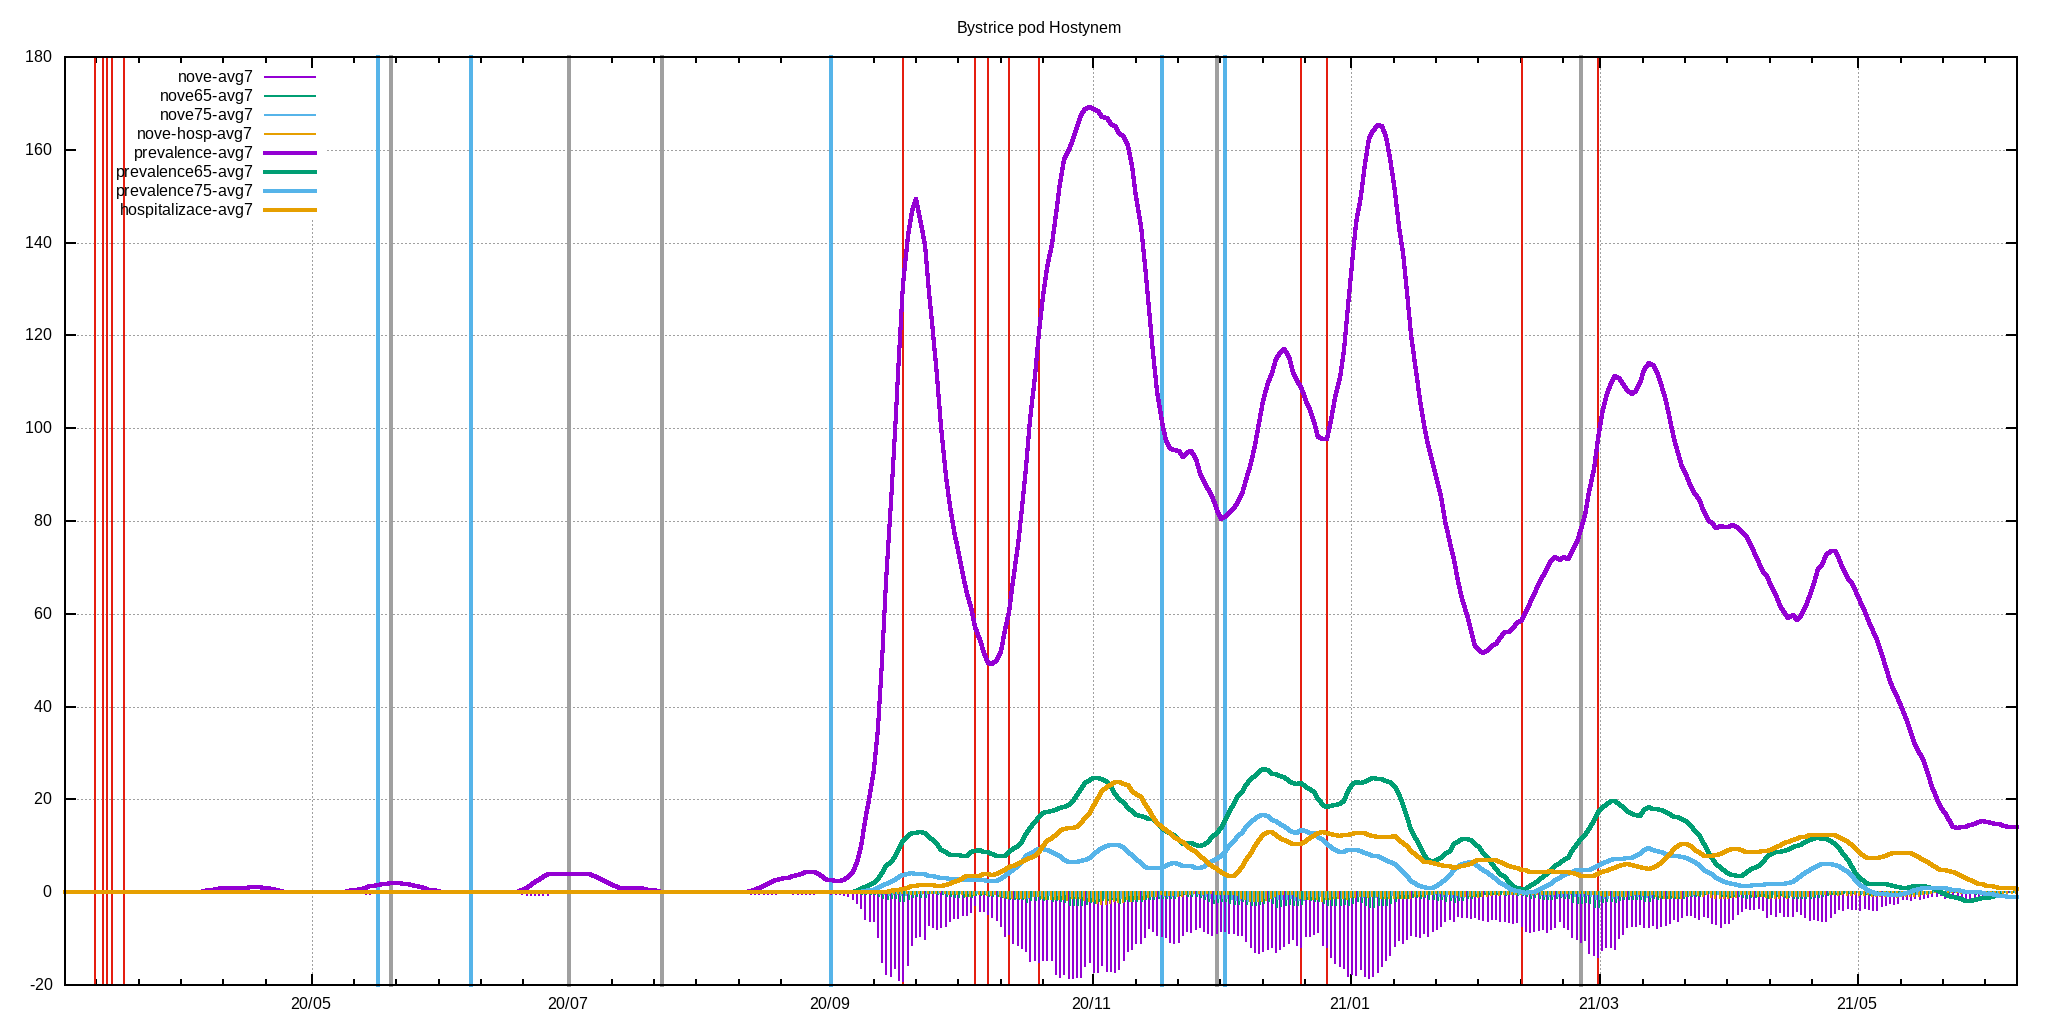 Bystrice pod Hostynem
180
160
140
120
100
80
60
40
20
0
-20
nove-avg7
nove65-avg7
nove75-avg7
nove-hosp-avg7
prevalence-avg7
prevalence65-avg7
prevalence75-avg7
hospitalizace-avg7
20/05 20/07 20/09 20/11 21/01 21/03 21/05